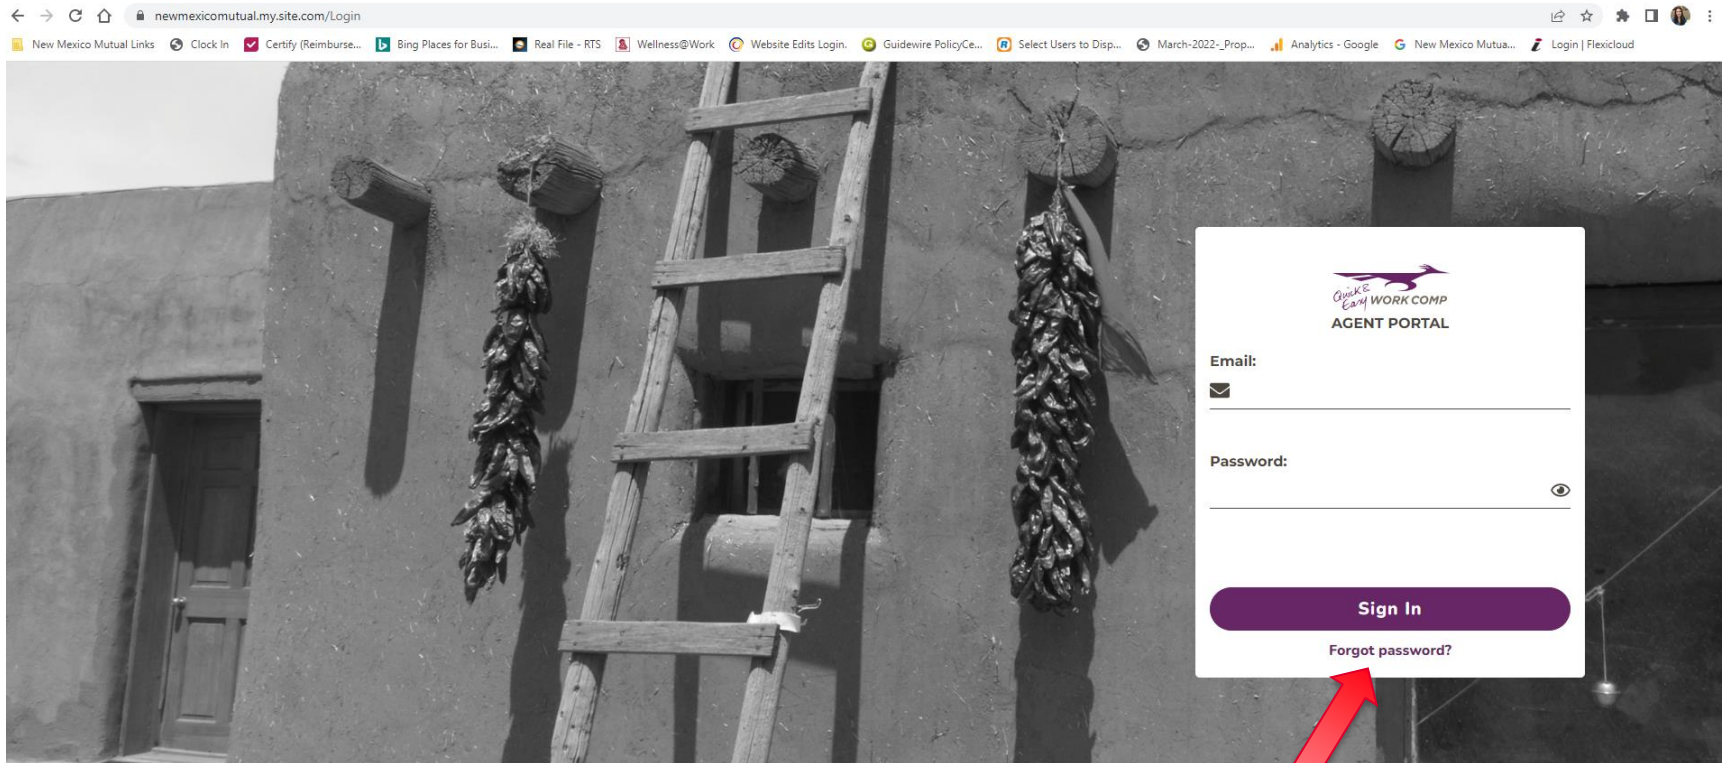 newmexicomutual.my.site.com/Login
New Mexico Mutual Links Clock In Certify (Reimburse... Bing Places for Busi... Real File - RTS Wellness@Work Website Edits Login. Guidewire PolicyCe... Select Users to Disp... March-2022-_Prop... Analytics - Google New Mexico Mutua... Login | Flexicloud
Quick &
Easy WORK COMP
AGENT PORTAL
Email:
Password:
Sign In
Forgot password?